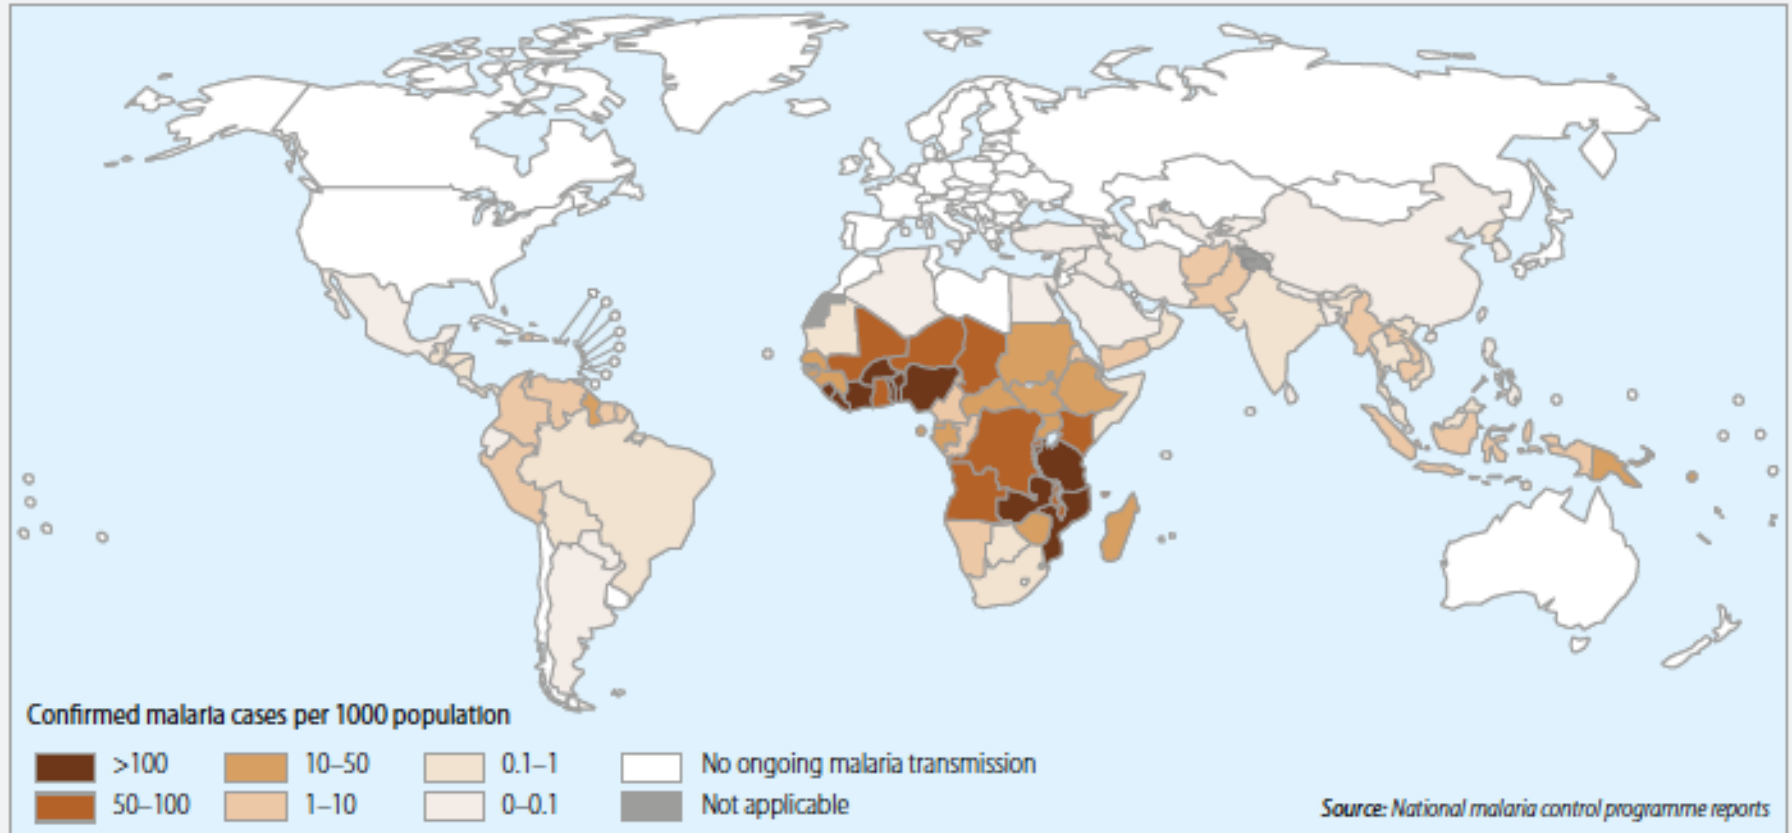 Confirmed malaria cases per 1000 population
>100
10–50
0.1–1
No ongoing malaria transmission
50–100
1–10
0–0.1
Not applicable
Source: National malaria control programme reports